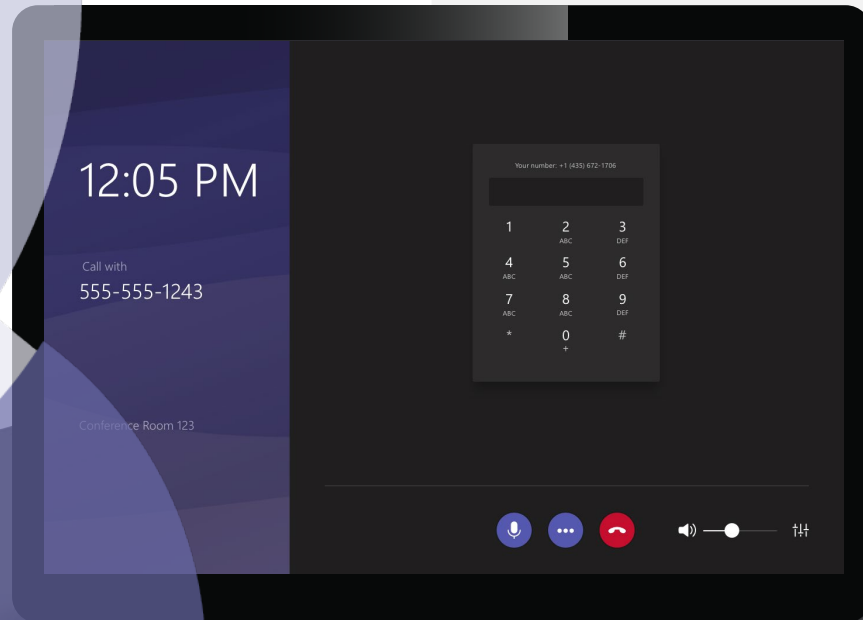 12:05 PM
Call with
555-555-1243
Conference Room 123
Your number: +1 (435) 672-1706
1 2 3
ABC DEF
4 5 6
ABC ABC DEF
7 8 9
ABC ABC DEF
* 0 #
+